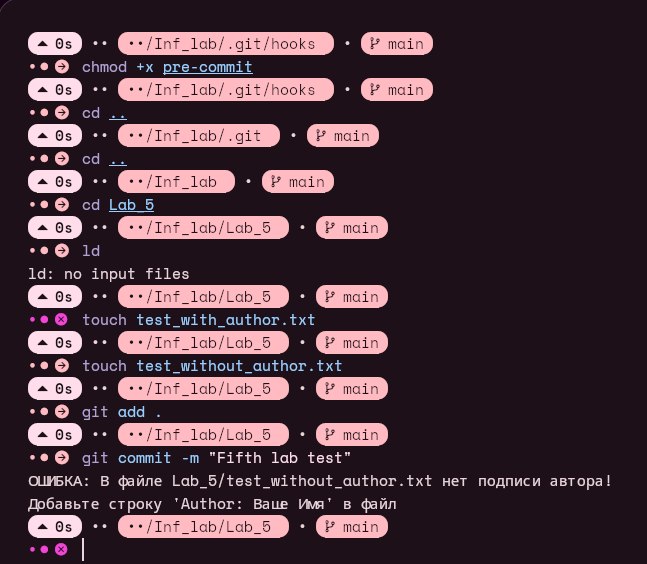 0s •• ••/Inf_lab/.git/hooks • main
chmod +x pre-commit
0s •• ••/Inf_lab/.git/hooks • main
cd ..
0s •• ••/Inf_lab/.git • main
cd ..
0s •• ••/Inf_lab • main
cd Lab_5
0s •• ••/Inf_lab/Lab_5 • main
ld
ld: no input files
0s •• ••/Inf_lab/Lab_5 • main
touch test_with_author.txt
0s •• ••/Inf_lab/Lab_5 • main
touch test_without_author.txt
0s •• ••/Inf_lab/Lab_5 • main
git add .
0s •• ••/Inf_lab/Lab_5 • main
git commit -m "Fifth lab test"
ОШИБКА: В файле Lab_5/test_without_author.txt нет подписи автора!
Добавьте строку 'Author: Ваше Имя' в файл
0s •• ••/Inf_lab/Lab_5 • main